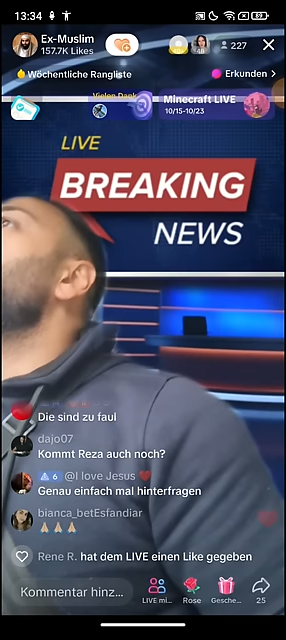 13:34
89
Ex-Muslim
157.7K Likes
227
Wöchentliche Rangliste
Erkunden >
Vielen Dank
Minecraft LIVE
10/15-10/23
LIVE
BREAKING
NEWS
Die sind zu faul
dajo07
Kommt Reza auch noch?
6 @I love Jesus ❤️
Genau einfach mal hinterfragen
bianca_betEsfandiar
🙏🙏🙏
Rene R. hat dem LIVE einen Like gegeben
Kommentar hinz...
LIVE mi...
Rose
Gesche...
25